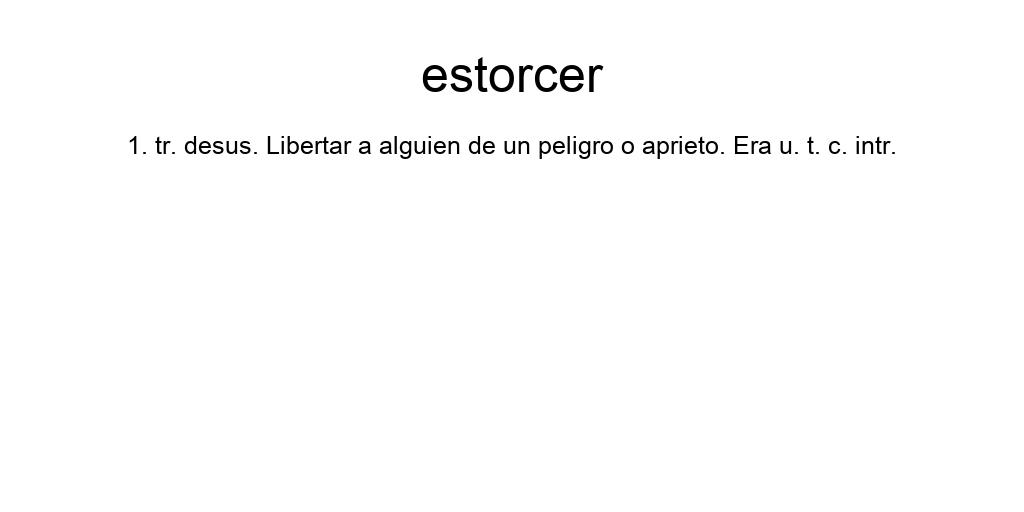 estorcer
1. tr. desus. Libertar a alguien de un peligro o aprieto. Era u. t. c. intr.